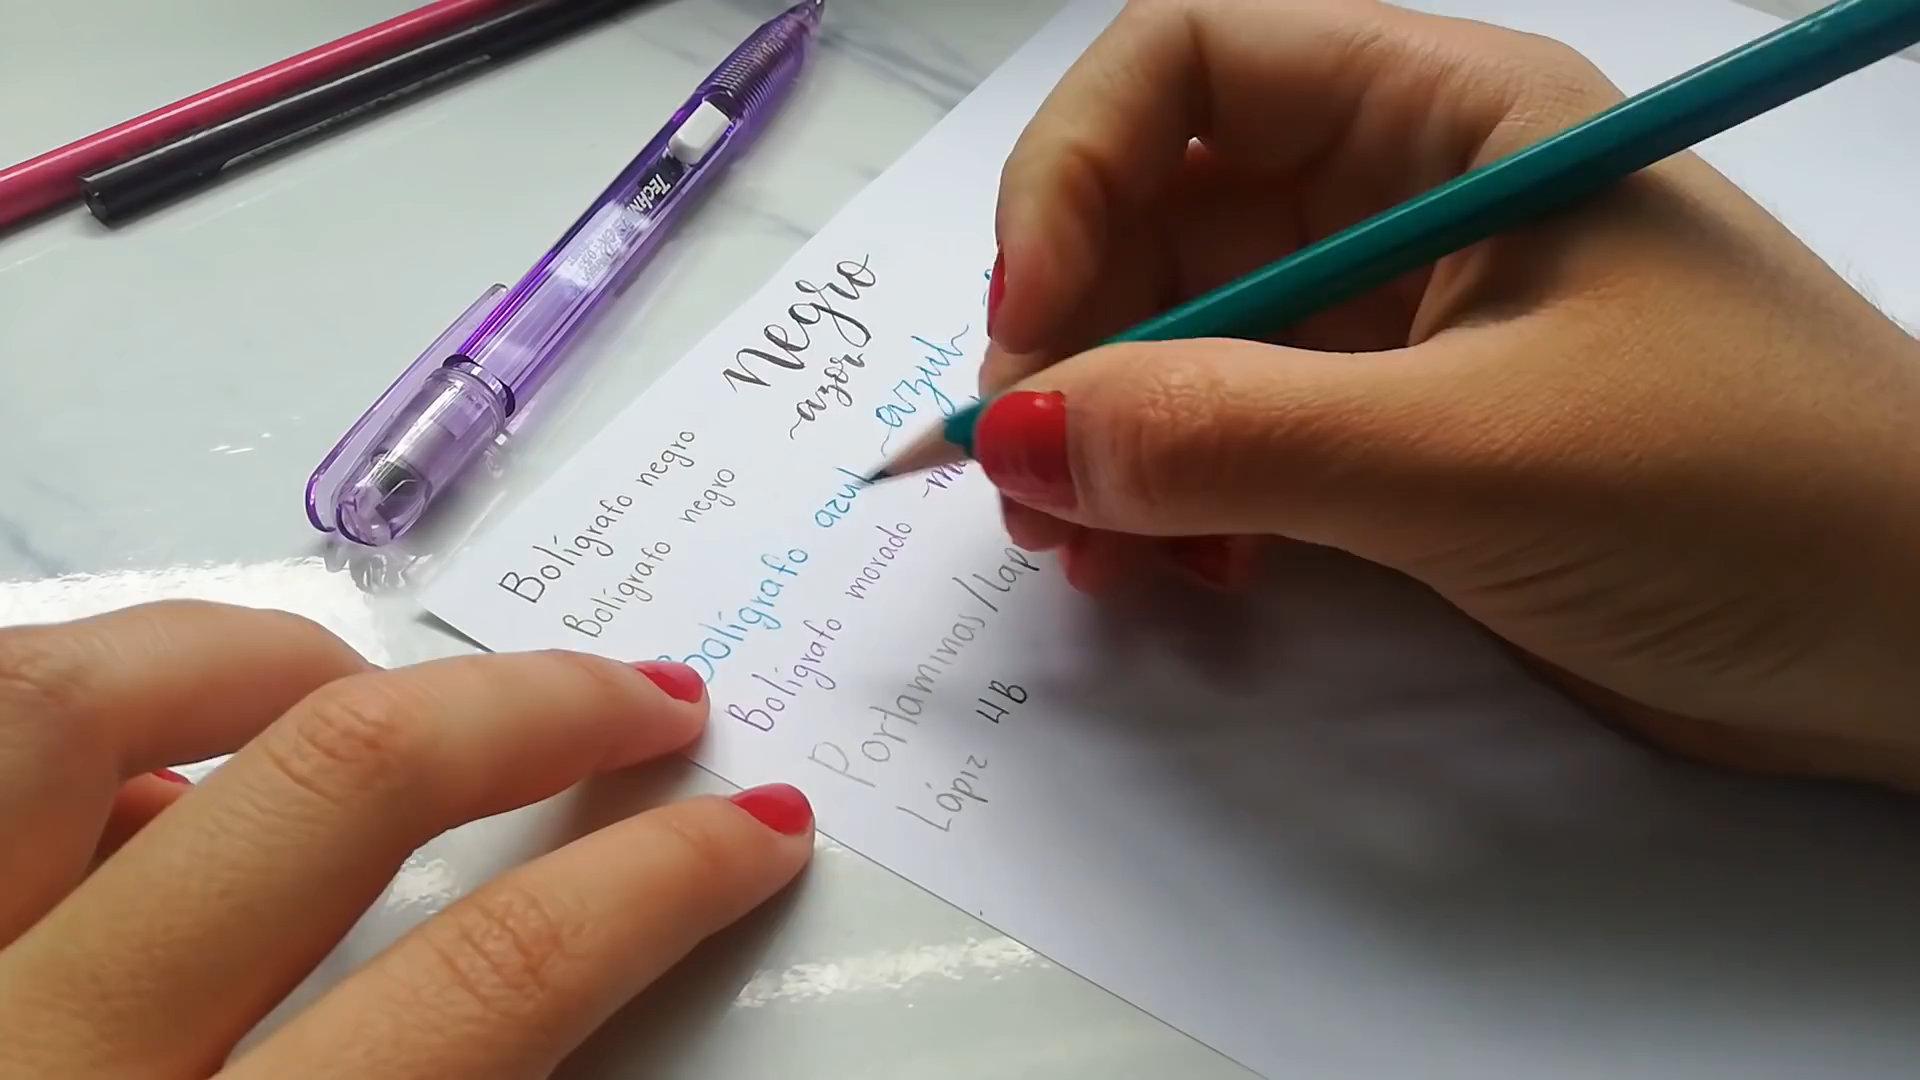 Negro
azor
azul
Bolígrafo negro
Bolígrafo negro
Bolígrafo azul
Bolígrafo morado
Portaminas/Lap
Lápiz 4B